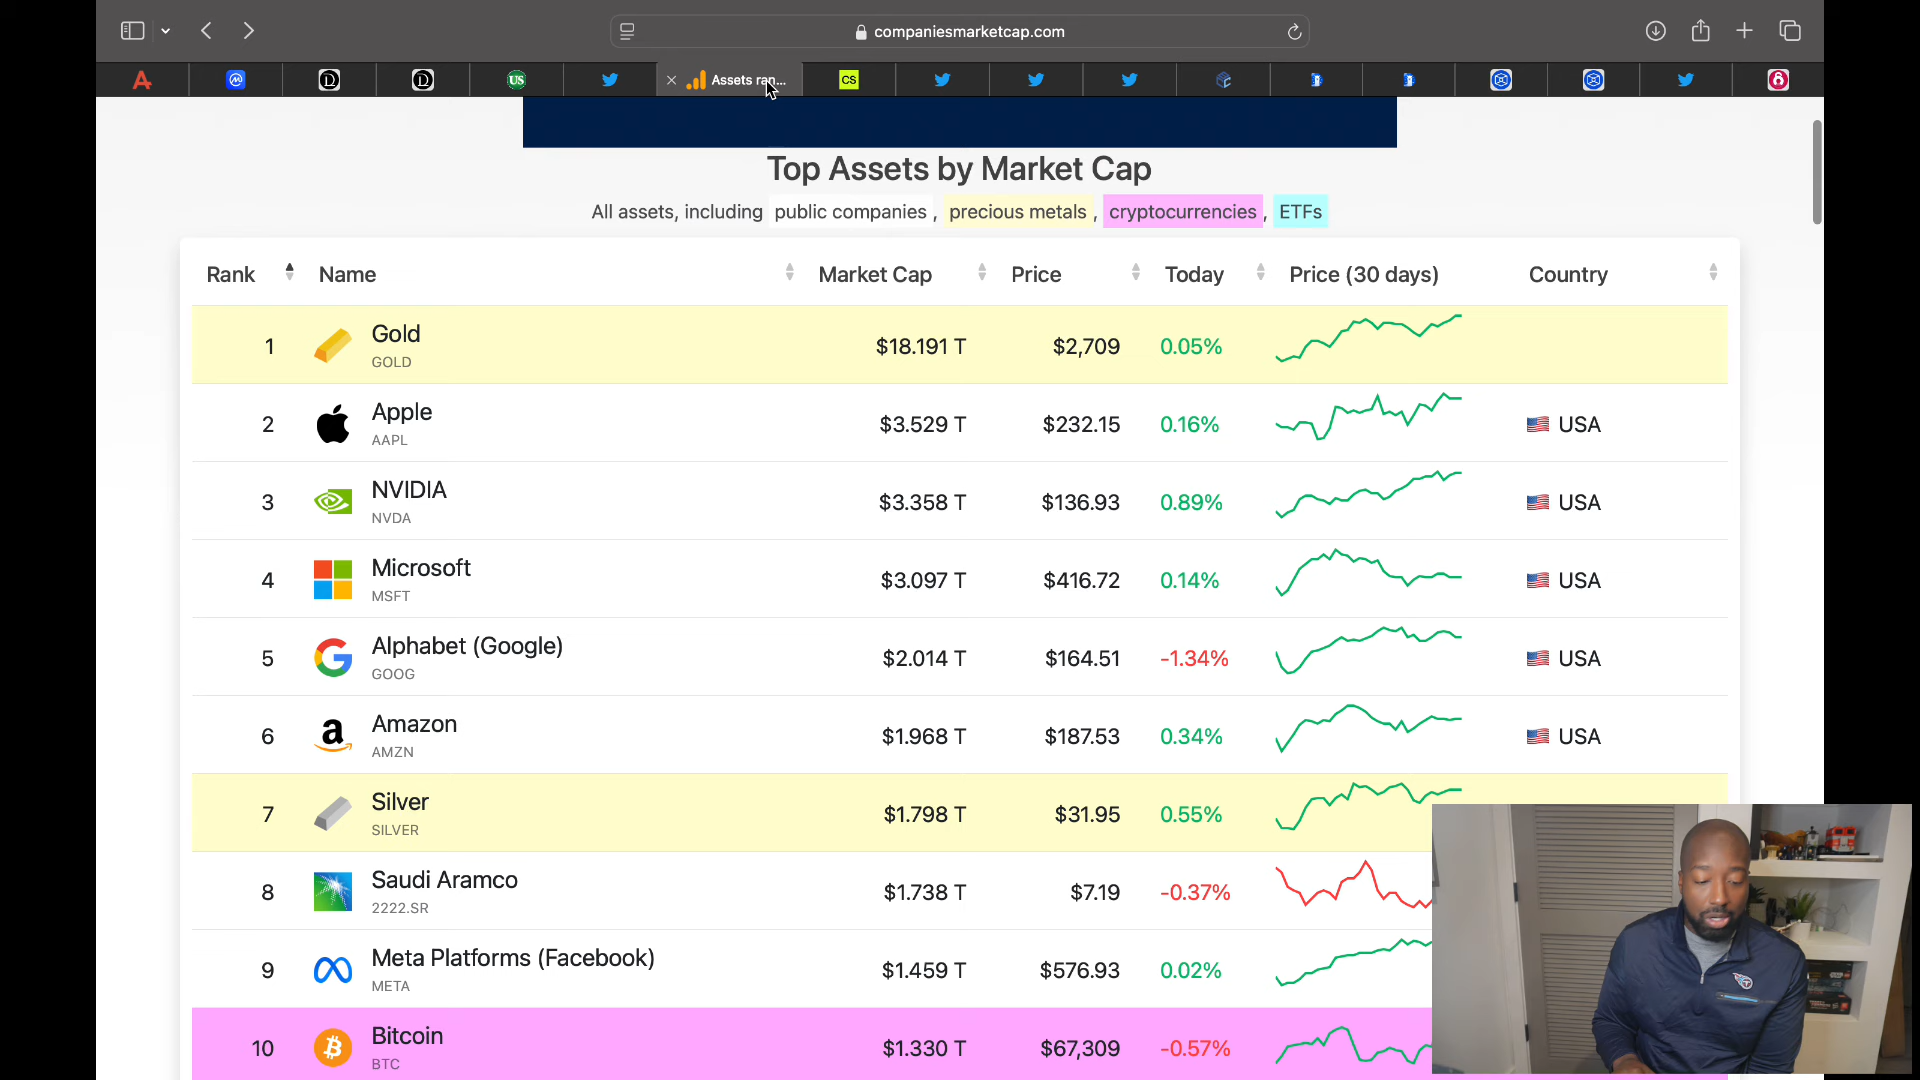 companiesmarketcap.com
US
Assets ran...
CS
Top Assets by Market Cap
All assets, including public companies , precious metals , cryptocurrencies , ETFs
Rank Name Market Cap Price Today Price (30 days) Country
1 Gold $18.191 T $2,709 0.05%
GOLD
2 Apple $3.529 T $232.15 0.16% USA
AAPL
3 NVIDIA $3.358 T $136.93 0.89% USA
NVDA
4 Microsoft $3.097 T $416.72 0.14% USA
MSFT
5 Alphabet (Google) $2.014 T $164.51 -1.34% USA
GOOG
6 Amazon $1.968 T $187.53 0.34% USA
AMZN
7 Silver $1.798 T $31.95 0.55%
SILVER
8 Saudi Aramco $1.738 T $7.19 -0.37%
2222.SR
9 Meta Platforms (Facebook) $1.459 T $576.93 0.02%
META
10 Bitcoin $1.330 T $67,309 -0.57%
BTC